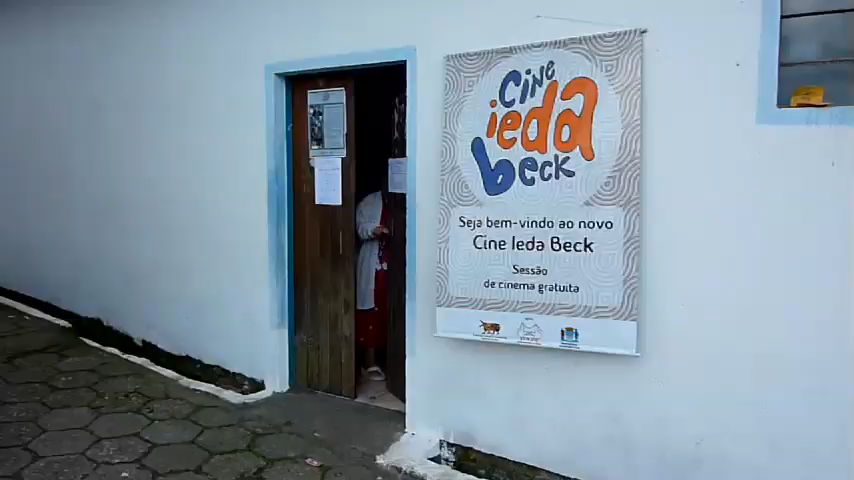 Cine
ieda
beck
Seja bem-vindo ao novo
Cine Ieda Beck
Sessão
de cinema gratuita